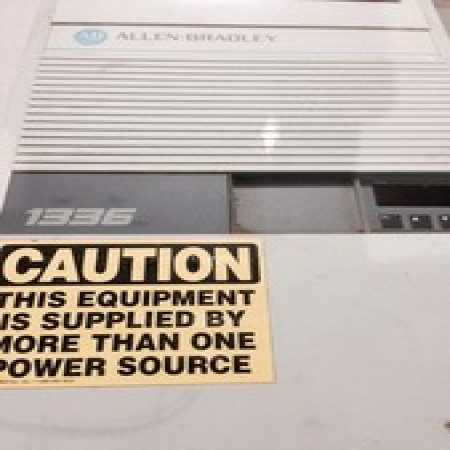 AB ALLEN-BRADLEY
1336
CAUTION
THIS EQUIPMENT
IS SUPPLIED BY
MORE THAN ONE
POWER SOURCE